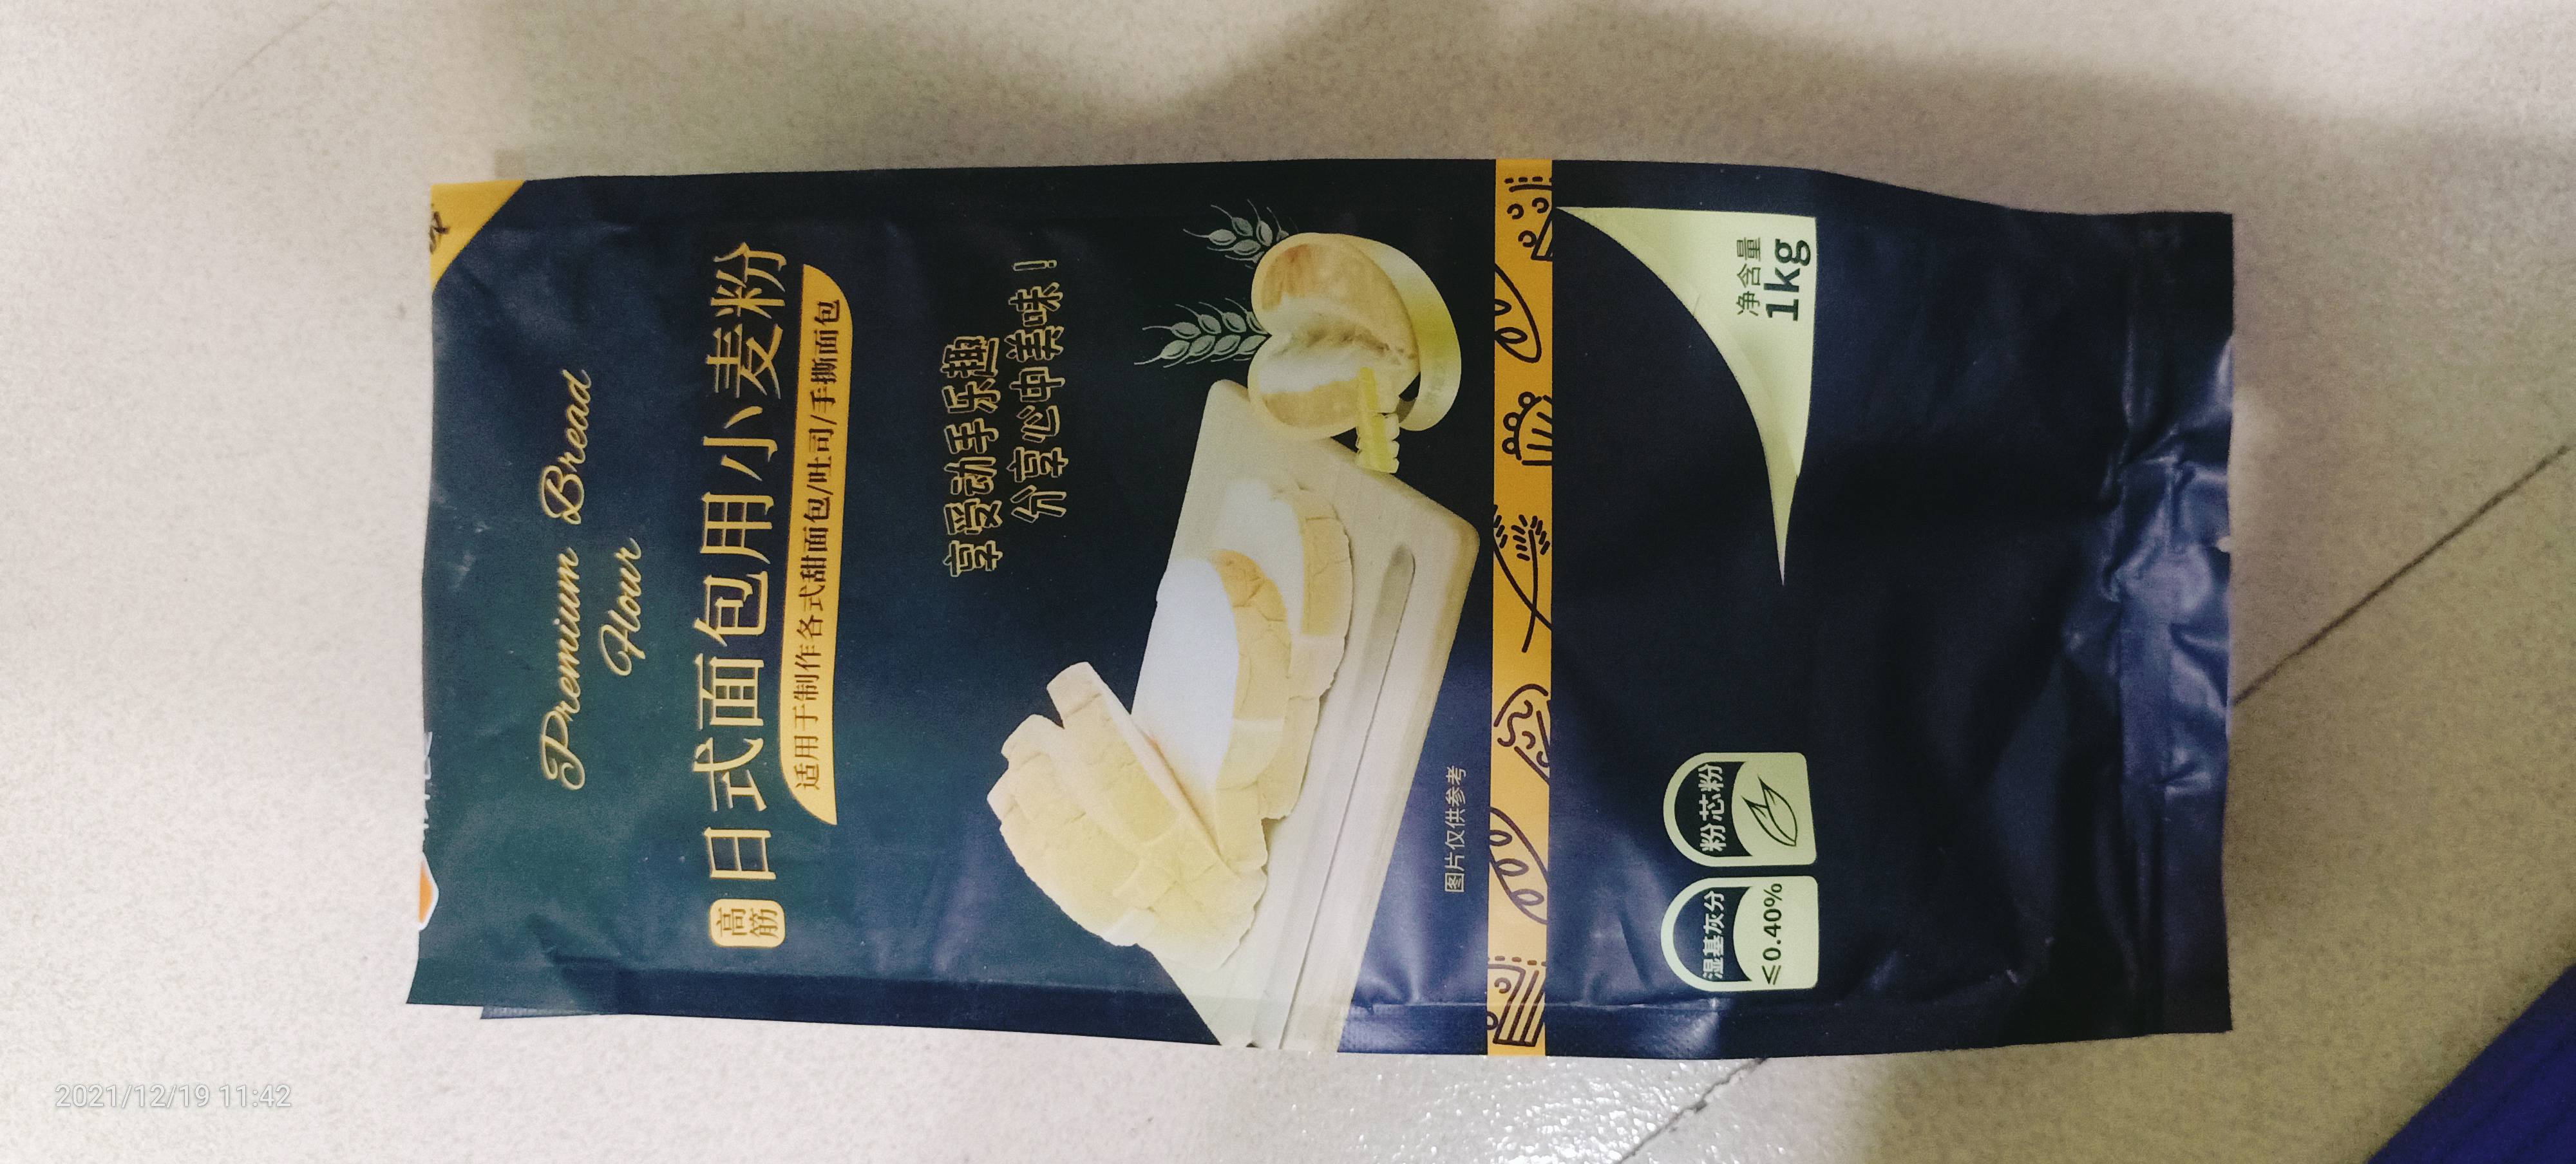 Premium Bread
Flour
高筋
日式面包用小麦粉
适用于制作各式甜面包/吐司/手撕面包
享受动手乐趣
分享心中美味！
图片仅供参考
湿基灰分
≤0.40%
粉芯粉
净含量
1kg
2021/12/19 11:42